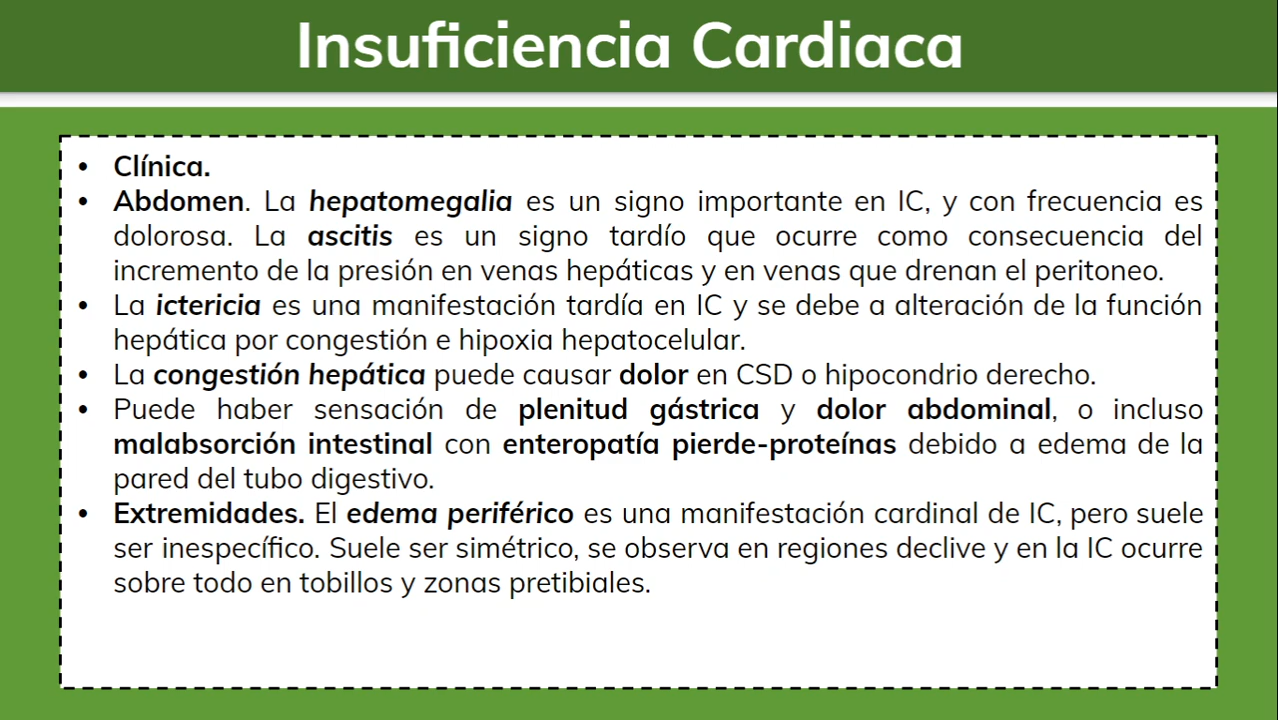 Insuficiencia Cardiaca
• Clínica.
• Abdomen. La hepatomegalia es un signo importante en IC, y con frecuencia es
dolorosa. La ascitis es un signo tardío que ocurre como consecuencia del
incremento de la presión en venas hepáticas y en venas que drenan el peritoneo.
• La ictericia es una manifestación tardía en IC y se debe a alteración de la función
hepática por congestión e hipoxia hepatocelular.
• La congestión hepática puede causar dolor en CSD o hipocondrio derecho.
• Puede haber sensación de plenitud gástrica y dolor abdominal, o incluso
malabsorción intestinal con enteropatía pierde-proteínas debido a edema de la
pared del tubo digestivo.
• Extremidades. El edema periférico es una manifestación cardinal de IC, pero suele
ser inespecífico. Suele ser simétrico, se observa en regiones declive y en la IC ocurre
sobre todo en tobillos y zonas pretibiales.